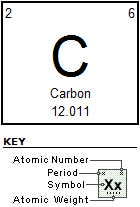 2 6
C
Carbon
12.011
KEY
Atomic Number
Period
Symbol
Xx
Atomic Weight